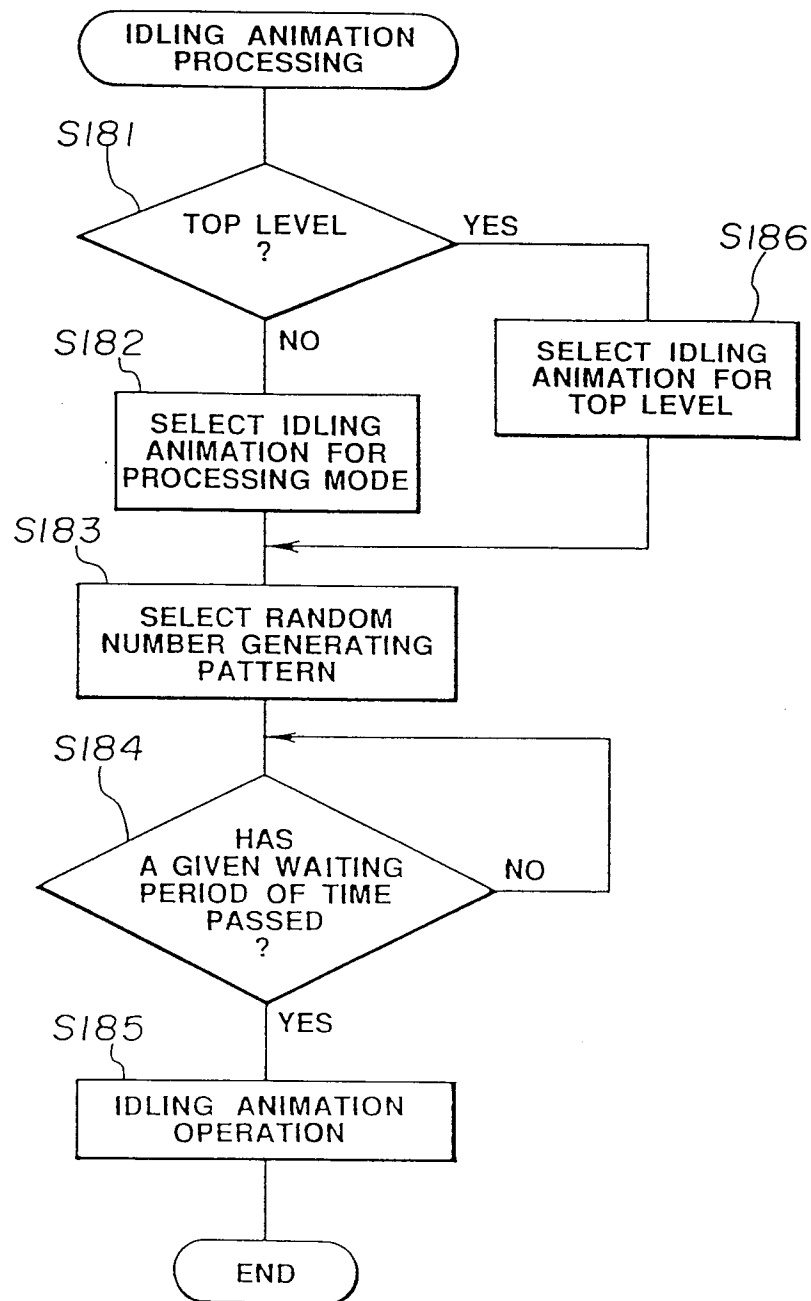 IDLING ANIMATION
PROCESSING
S181
TOP LEVEL
?
YES
S186
SELECT IDLING
ANIMATION FOR
TOP LEVEL
NO
S182
SELECT IDLING
ANIMATION FOR
PROCESSING MODE
S183
SELECT RANDOM
NUMBER GENERATING
PATTERN
S184
HAS
A GIVEN WAITING
PERIOD OF TIME
PASSED
?
NO
YES
S185
IDLING ANIMATION
OPERATION
END